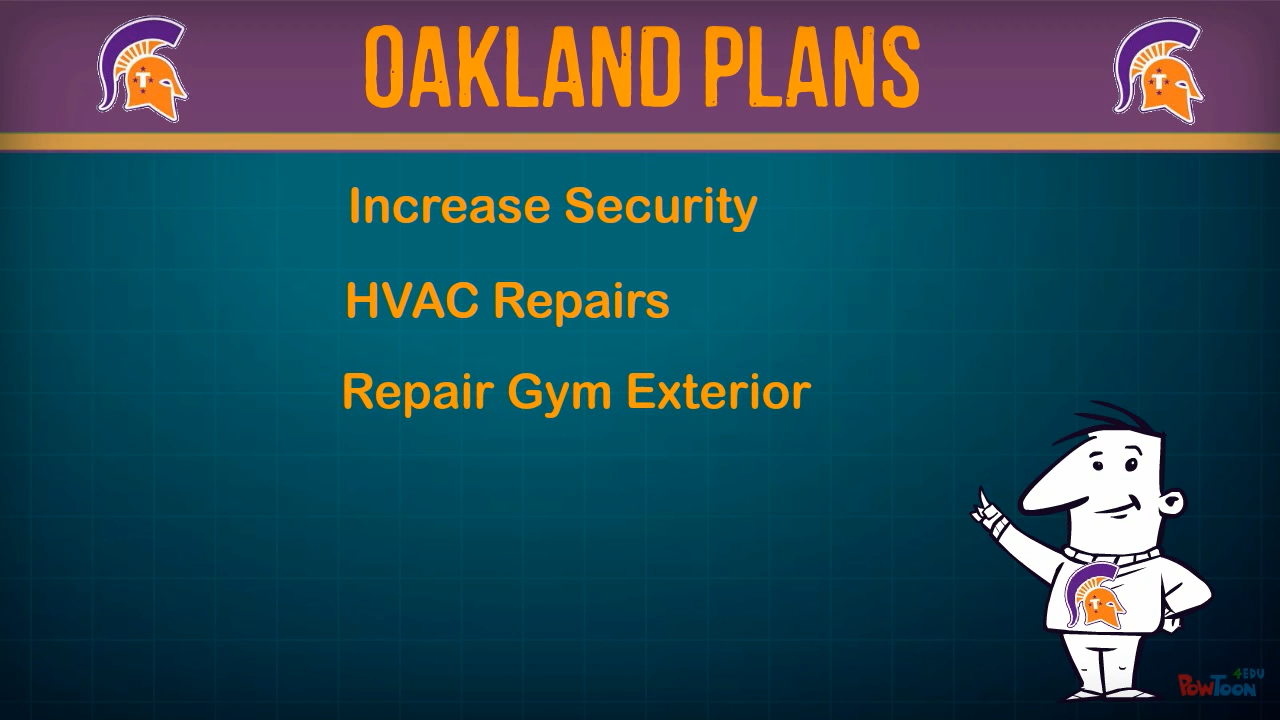 OAKLAND PLANS
T
T
Increase Security
HVAC Repairs
Repair Gym Exterior
T
4EDU
POWTOON